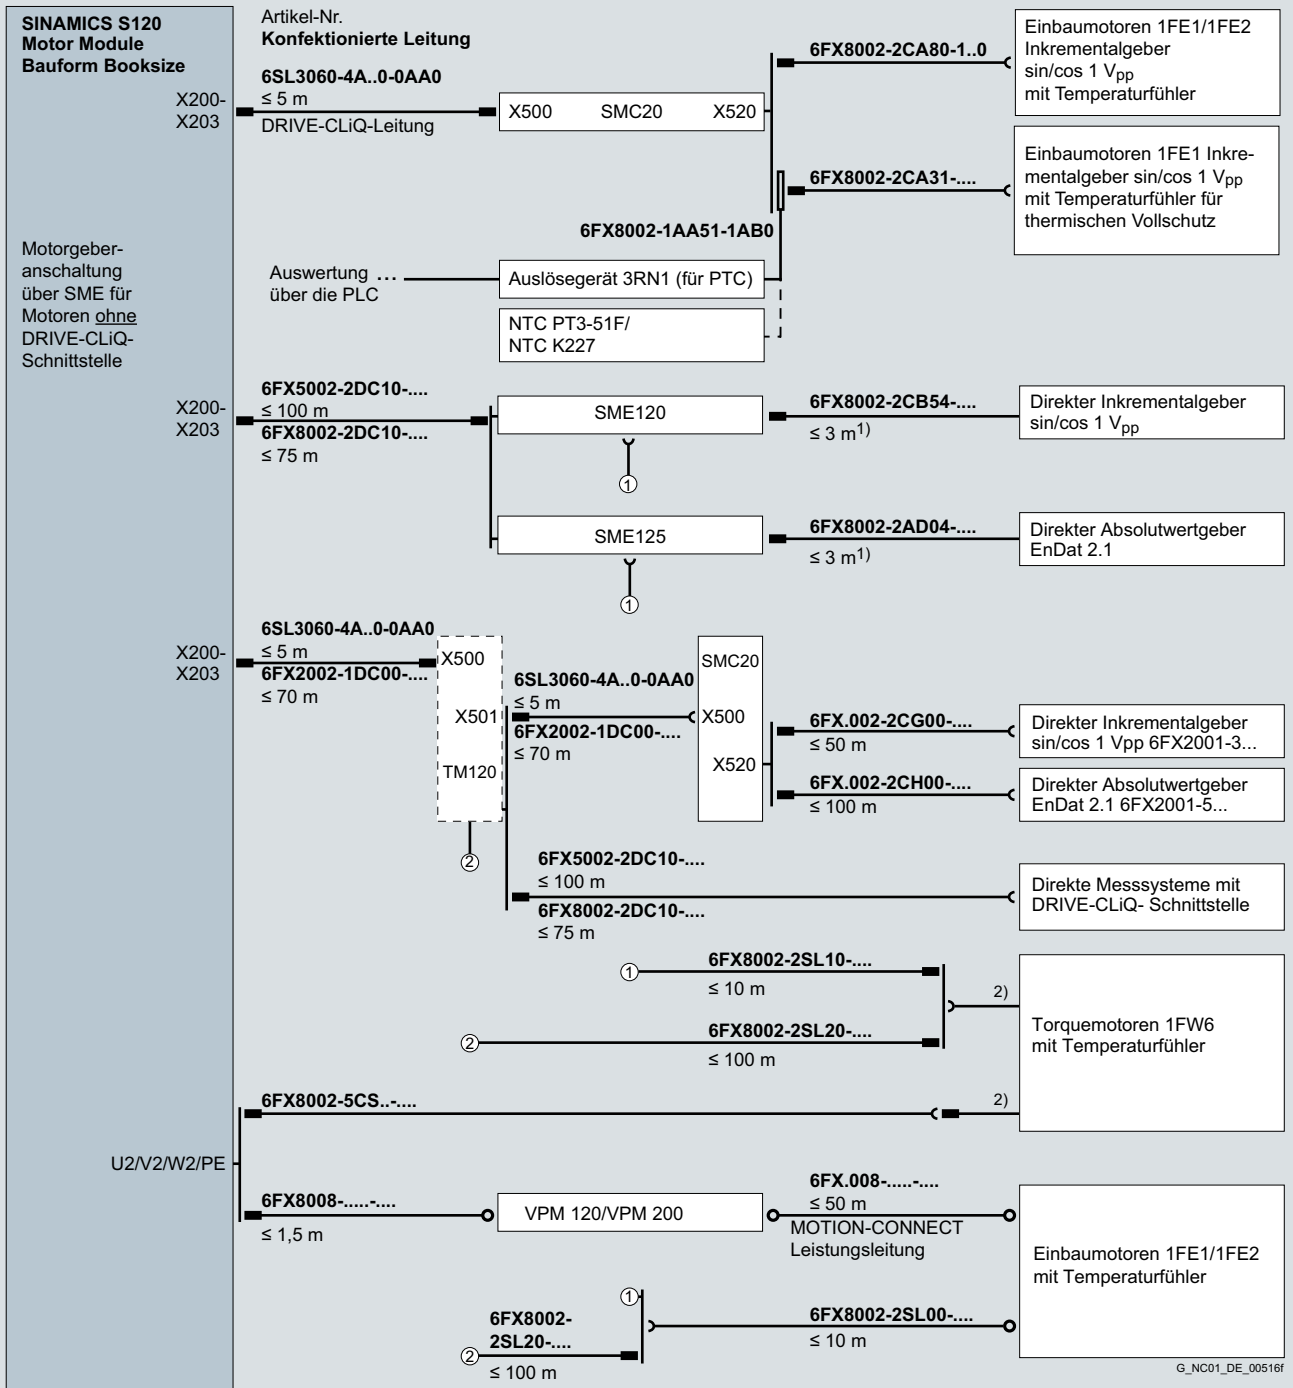 SINAMICS S120
Motor Module
Bauform Booksize
Artikel-Nr.
Konfektionierte Leitung
6SL3060-4A..0-0AA0
≤ 5 m
DRIVE-CLiQ-Leitung
X200-
X203
X500 SMC20 X520
6FX8002-2CA80-1..0
Einbaumotoren 1FE1/1FE2
Inkrementalgeber
sin/cos 1 Vpp
mit Temperaturfühler
6FX8002-2CA31-....
Einbaumotoren 1FE1 Inkre-
mentalgeber sin/cos 1 Vpp
mit Temperaturfühler für
thermischen Vollschutz
6FX8002-1AA51-1AB0
Motorgeber-
anschaltung
über SME für
Motoren ohne
DRIVE-CLiQ-
Schnittstelle
Auswertung ...
über die PLC
Auslösegerät 3RN1 (für PTC)
NTC PT3-51F/
NTC K227
X200-
X203
6FX5002-2DC10-....
≤ 100 m
6FX8002-2DC10-....
≤ 75 m
SME120
1
6FX8002-2CB54-....
≤ 3 m1)
Direkter Inkrementalgeber
sin/cos 1 Vpp
SME125
1
6FX8002-2AD04-....
≤ 3 m1)
Direkter Absolutwertgeber
EnDat 2.1
X200-
X203
6SL3060-4A..0-0AA0
≤ 5 m
6FX2002-1DC00-....
≤ 70 m
X500
X501
TM120
2
6SL3060-4A..0-0AA0
≤ 5 m
6FX2002-1DC00-....
≤ 70 m
SMC20
X500
X520
6FX.002-2CG00-....
≤ 50 m
Direkter Inkrementalgeber
sin/cos 1 Vpp 6FX2001-3...
6FX.002-2CH00-....
≤ 100 m
Direkter Absolutwertgeber
EnDat 2.1 6FX2001-5...
6FX5002-2DC10-....
≤ 100 m
6FX8002-2DC10-....
≤ 75 m
Direkte Messsysteme mit
DRIVE-CLiQ- Schnittstelle
1
6FX8002-2SL10-....
≤ 10 m
2
6FX8002-2SL20-....
≤ 100 m
2)
Torquemotoren 1FW6
mit Temperaturfühler
6FX8002-5CS..-....
2)
U2/V2/W2/PE
6FX8008-.....-....
≤ 1,5 m
VPM 120/VPM 200
6FX.008-.....-....
≤ 50 m
MOTION-CONNECT
Leistungsleitung
Einbaumotoren 1FE1/1FE2
mit Temperaturfühler
1
6FX8002-
2SL20-....
2
≤ 100 m
6FX8002-2SL00-....
≤ 10 m
G_NC01_DE_00516f